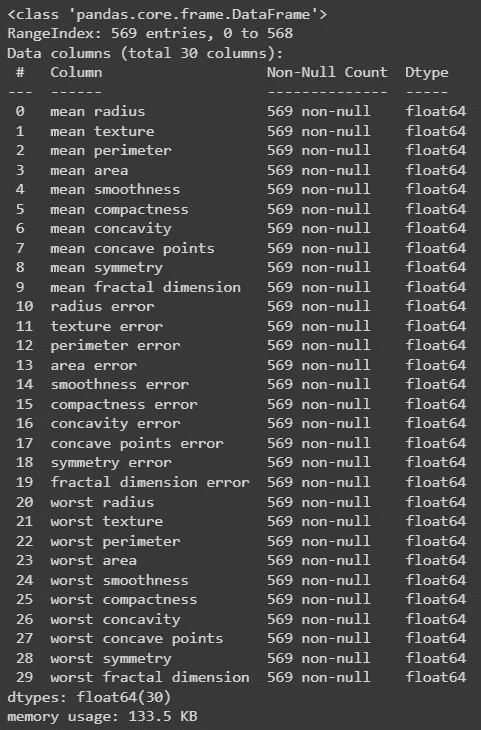 <class 'pandas.core.frame.DataFrame'>
RangeIndex: 569 entries, 0 to 568
Data columns (total 30 columns):
 #   Column                   Non-Null Count  Dtype
---  ------                   --------------  -----
 0   mean radius              569 non-null    float64
 1   mean texture             569 non-null    float64
 2   mean perimeter           569 non-null    float64
 3   mean area                569 non-null    float64
 4   mean smoothness          569 non-null    float64
 5   mean compactness         569 non-null    float64
 6   mean concavity           569 non-null    float64
 7   mean concave points      569 non-null    float64
 8   mean symmetry            569 non-null    float64
 9   mean fractal dimension   569 non-null    float64
 10  radius error             569 non-null    float64
 11  texture error            569 non-null    float64
 12  perimeter error          569 non-null    float64
 13  area error               569 non-null    float64
 14  smoothness error         569 non-null    float64
 15  compactness error        569 non-null    float64
 16  concavity error          569 non-null    float64
 17  concave points error     569 non-null    float64
 18  symmetry error           569 non-null    float64
 19  fractal dimension error  569 non-null    float64
 20  worst radius             569 non-null    float64
 21  worst texture            569 non-null    float64
 22  worst perimeter          569 non-null    float64
 23  worst area               569 non-null    float64
 24  worst smoothness         569 non-null    float64
 25  worst compactness        569 non-null    float64
 26  worst concavity          569 non-null    float64
 27  worst concave points     569 non-null    float64
 28  worst symmetry           569 non-null    float64
 29  worst fractal dimension  569 non-null    float64
dtypes: float64(30)
memory usage: 133.5 KB